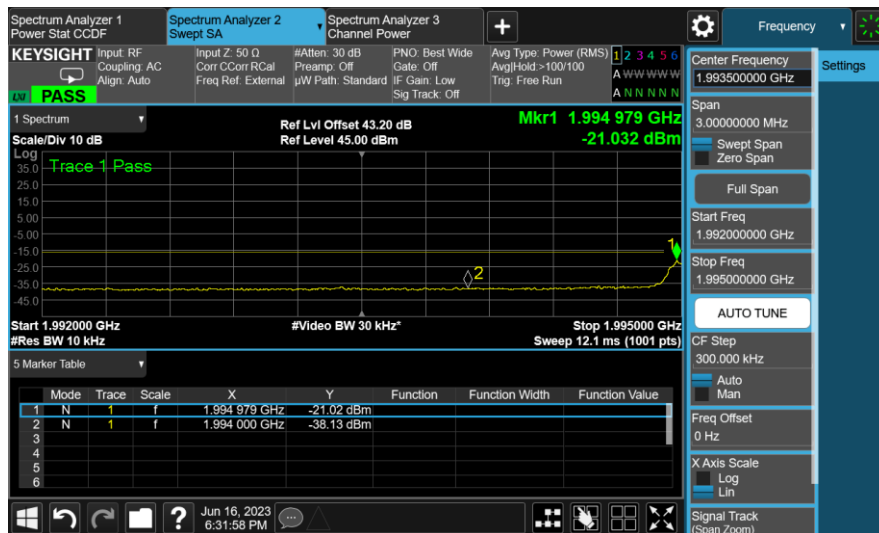 Spectrum Analyzer 1
Power Stat CCDF
Spectrum Analyzer 2
Swept SA
Spectrum Analyzer 3
Channel Power
Frequency
KEYSIGHT
LXI
PASS
Input: RF
Coupling: AC
Align: Auto
Input Z: 50 Ω
Corr CCorr RCal
Freq Ref: External
#Atten: 30 dB
Preamp: Off
µW Path: Standard
PNO: Best Wide
Gate: Off
IF Gain: Low
Sig Track: Off
Avg Type: Power (RMS)
Avg|Hold:>100/100
Trig: Free Run
1 2 3 4 5 6
A W W W W W
A N N N N N
1 Spectrum
Scale/Div 10 dB
Ref Lvl Offset 43.20 dB
Ref Level 45.00 dBm
Mkr1 1.994 979 GHz
-21.032 dBm
Log
Trace 1 Pass
35.0
25.0
15.0
5.00
-5.00
-15.0
-25.0
-35.0
-45.0
1
2
Start 1.992000 GHz
#Res BW 10 kHz
#Video BW 30 kHz*
Stop 1.995000 GHz
Sweep 12.1 ms (1001 pts)
5 Marker Table
Mode Trace Scale X Y Function Function Width Function Value
1 N 1 f 1.994 979 GHz -21.02 dBm
2 N 1 f 1.994 000 GHz -38.13 dBm
3
4
5
6
Jun 16, 2023
6:31:58 PM
?
Center Frequency
1.993500000 GHz
Settings
Span
3.00000000 MHz
Swept Span
Zero Span
Full Span
Start Freq
1.992000000 GHz
Stop Freq
1.995000000 GHz
AUTO TUNE
CF Step
300.000 kHz
Auto
Man
Freq Offset
0 Hz
X Axis Scale
Log
Lin
Signal Track
(Span Zoom)